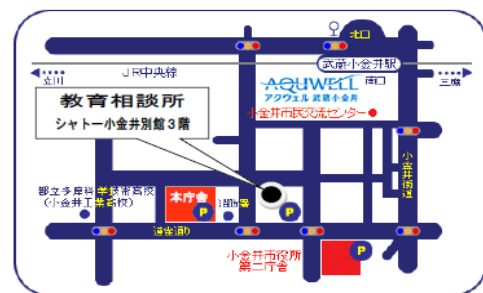 北口
武蔵小金井駅
JR中央線
立川
三鷹
AQUWELL
アクウェル 武蔵小金井
南口
教育相談所
シャトー小金井別館3階
小金井市民交流センター
小金井街道
都立多摩科学技術高校
(小金井工業高校)
本庁舎
P
消防署
P
P
連雀通り
小金井市役所
第二庁舎